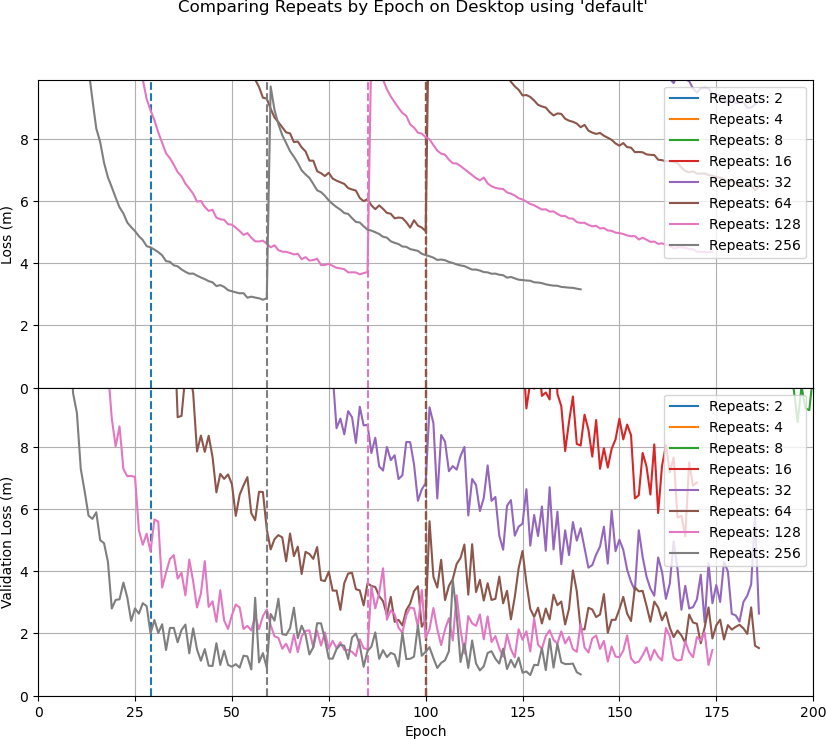 Comparing Repeats by Epoch on Desktop using 'default'
Loss (m)
8
6
4
2
0
Repeats: 2
Repeats: 4
Repeats: 8
Repeats: 16
Repeats: 32
Repeats: 64
Repeats: 128
Repeats: 256
Validation Loss (m)
8
6
4
2
0
Repeats: 2
Repeats: 4
Repeats: 8
Repeats: 16
Repeats: 32
Repeats: 64
Repeats: 128
Repeats: 256
0 25 50 75 100 125 150 175 200
Epoch